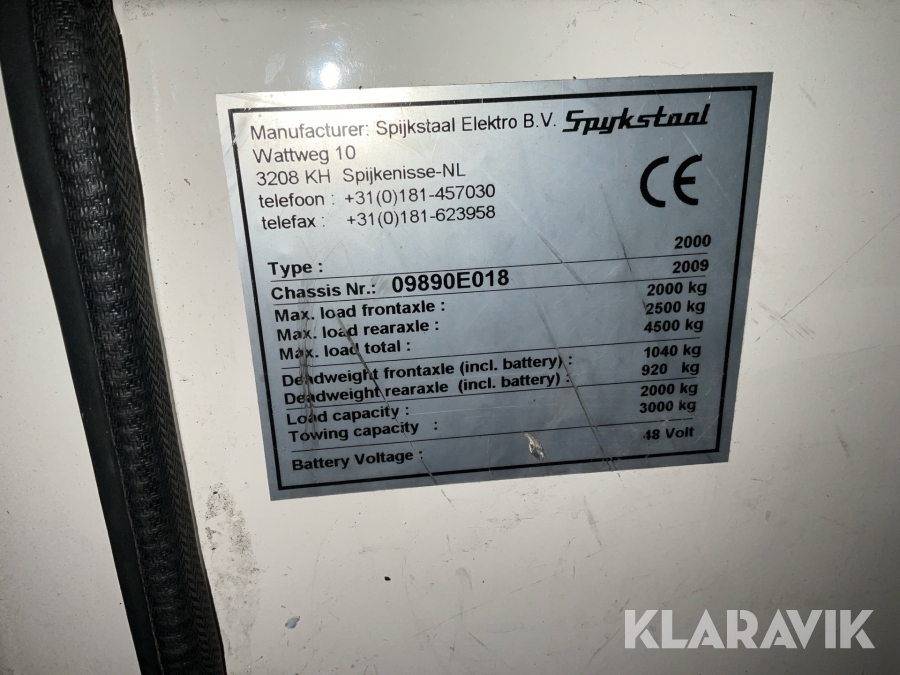 Manufacturer: Spijkstaal Elektro B.V. Spykstaal
Wattweg 10
3208 KH Spijkenisse-NL
telefoon : +31(0)181-457030
telefax : +31(0)181-623958
CE
Type : 2000
Chassis Nr.: 09890E018 2009
Max. load frontaxle : 2000 kg
Max. load rearaxle : 2500 kg
Max. load total : 4500 kg
Deadweight frontaxle (incl. battery) : 1040 kg
Deadweight rearaxle (incl. battery) : 920 kg
Load capacity : 2000 kg
Towing capacity : 3000 kg
Battery Voltage : 48 Volt
KLARAVIK